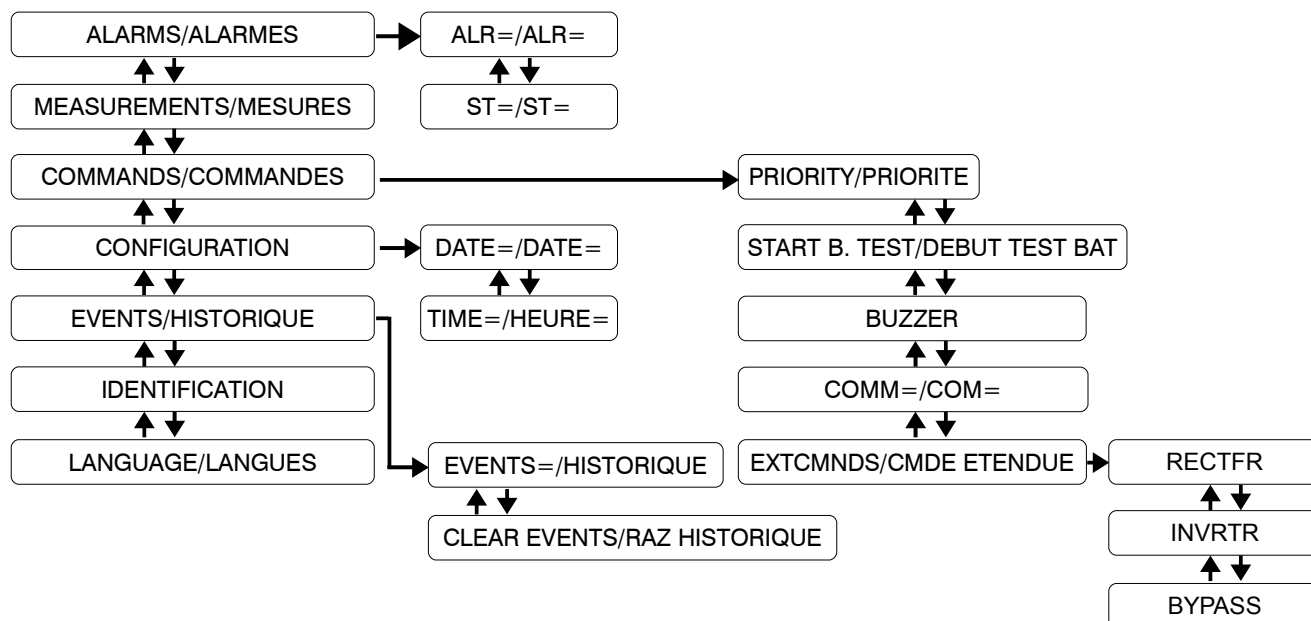 ALARMS/ALARMES
ALR=/ALR=
MEASUREMENTS/MESURES
ST=/ST=
COMMANDS/COMMANDES
PRIORITY/PRIORITE
CONFIGURATION
DATE=/DATE=
START B. TEST/DEBUT TEST BAT
EVENTS/HISTORIQUE
TIME=/HEURE=
BUZZER
IDENTIFICATION
COMM=/COM=
LANGUAGE/LANGUES
EVENTS=/HISTORIQUE
EXTCMNDS/CMDE ETENDUE
RECTFR
CLEAR EVENTS/RAZ HISTORIQUE
INVRTR
BYPASS